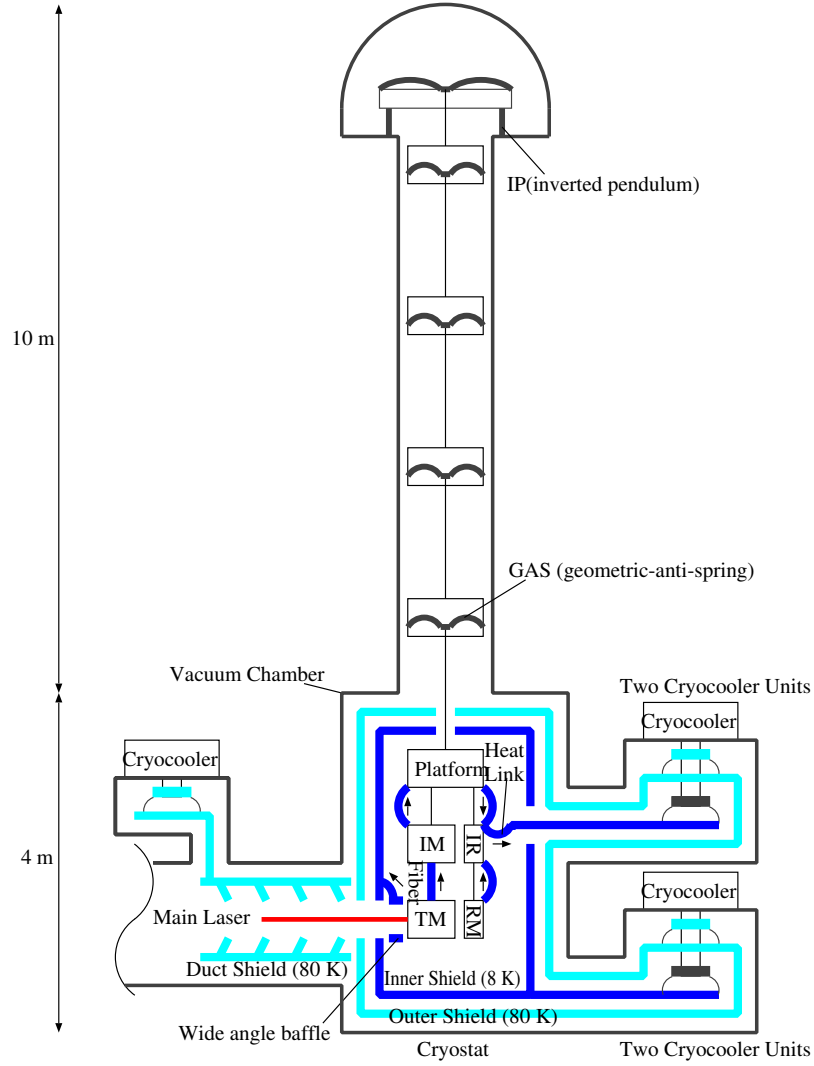 IP(inverted pendulum)
10 m
GAS (geometric-anti-spring)
Vacuum Chamber
Two Cryocooler Units
Cryocooler
Cryocooler
Heat
Link
Platform
4 m
IM
IR
Fiber
Cryocooler
Main Laser
TM
RM
Duct Shield (80 K)
Inner Shield (8 K)
Outer Shield (80 K)
Wide angle baffle
Cryostat
Two Cryocooler Units